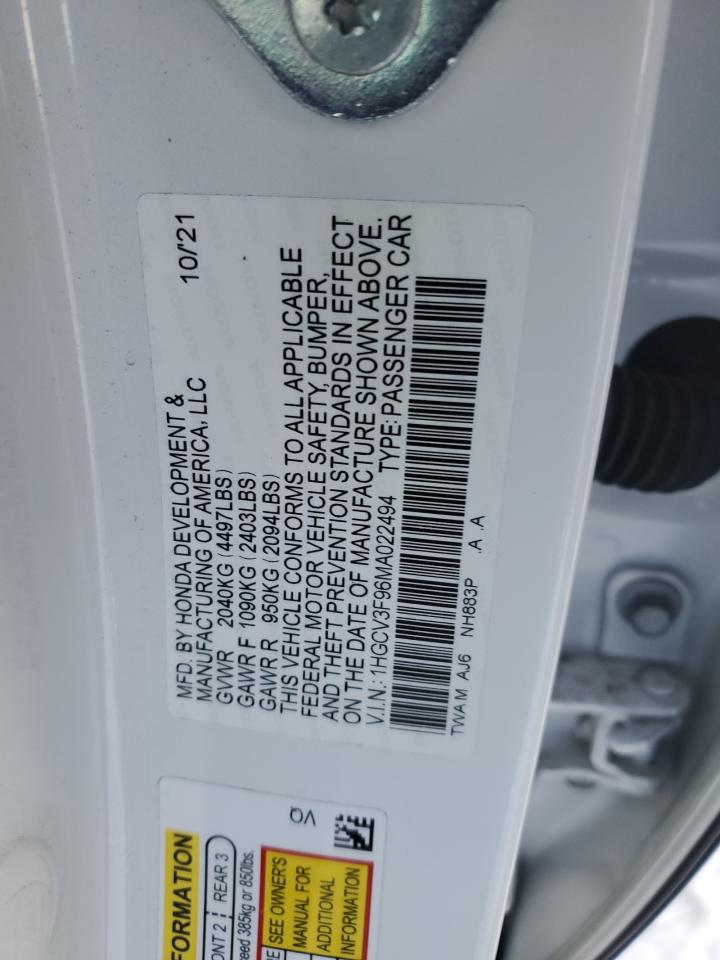 MFD. BY HONDA DEVELOPMENT & 10/'21
MANUFACTURING OF AMERICA, LLC
GVWR 2040KG (4497LBS)
GAWR F 1090KG (2403LBS)
GAWR R 950KG (2094LBS)
THIS VEHICLE CONFORMS TO ALL APPLICABLE
FEDERAL MOTOR VEHICLE SAFETY, BUMPER,
AND THEFT PREVENTION STANDARDS IN EFFECT
ON THE DATE OF MANUFACTURE SHOWN ABOVE.
V.I.N.: 1HGCV3F96MA022494 TYPE: PASSENGER CAR
TWA M AJ6 NH883P .A .A
FORMATION
ONT 2 REAR 3
ceed 385kg or 850lbs.
RE SEE OWNER'S
MANUAL FOR
ADDITIONAL
INFORMATION